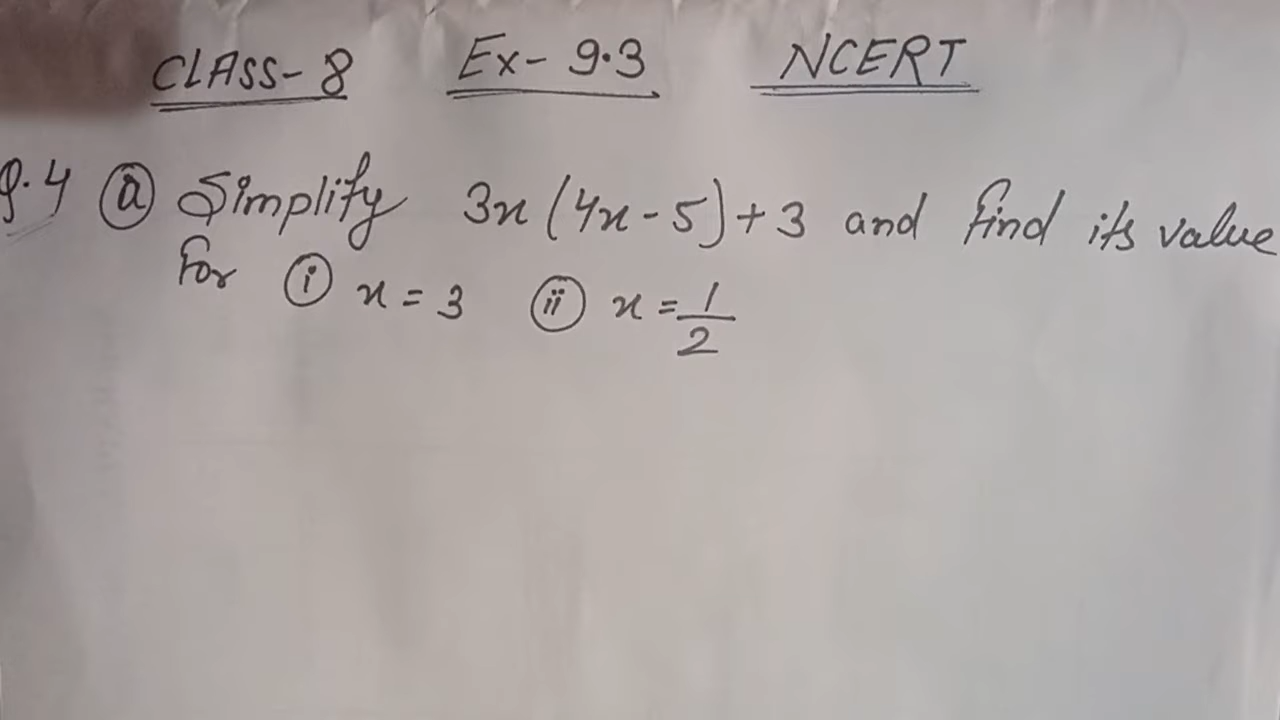 CLASS-8 Ex- 9.3 NCERT
Q.4 (a) Simplify 3x(4x-5)+3 and find its value
For (i) x=3 (ii) x=1/2